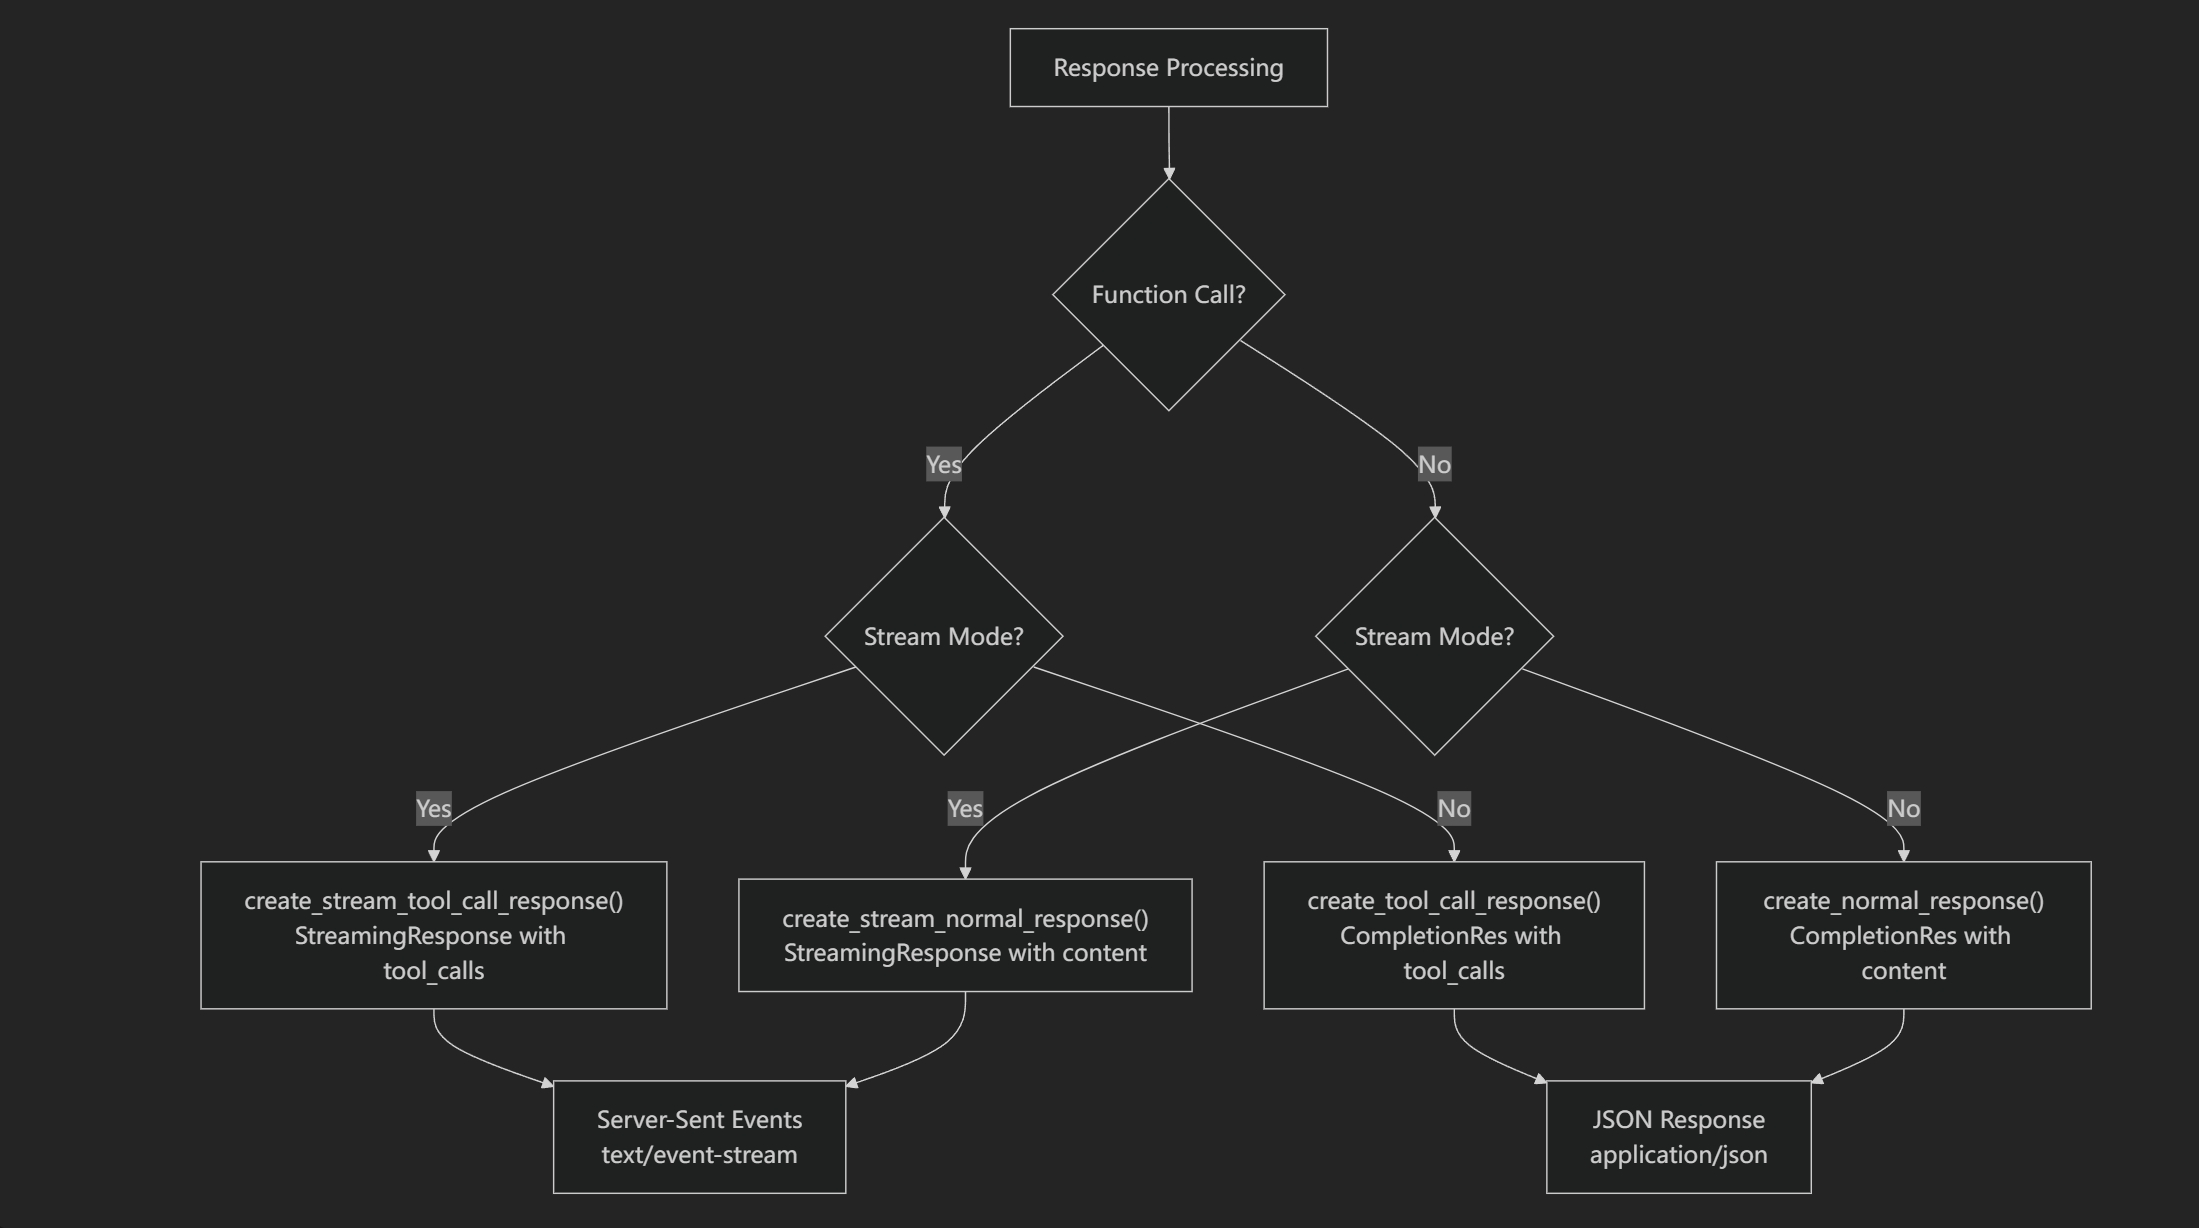 Response Processing
Function Call?
Yes
No
Stream Mode?
Stream Mode?
Yes
Yes
No
No
create_stream_tool_call_response()
StreamingResponse with
tool_calls
create_stream_normal_response()
StreamingResponse with content
create_tool_call_response()
CompletionRes with
tool_calls
create_normal_response()
CompletionRes with
content
Server-Sent Events
text/event-stream
JSON Response
application/json